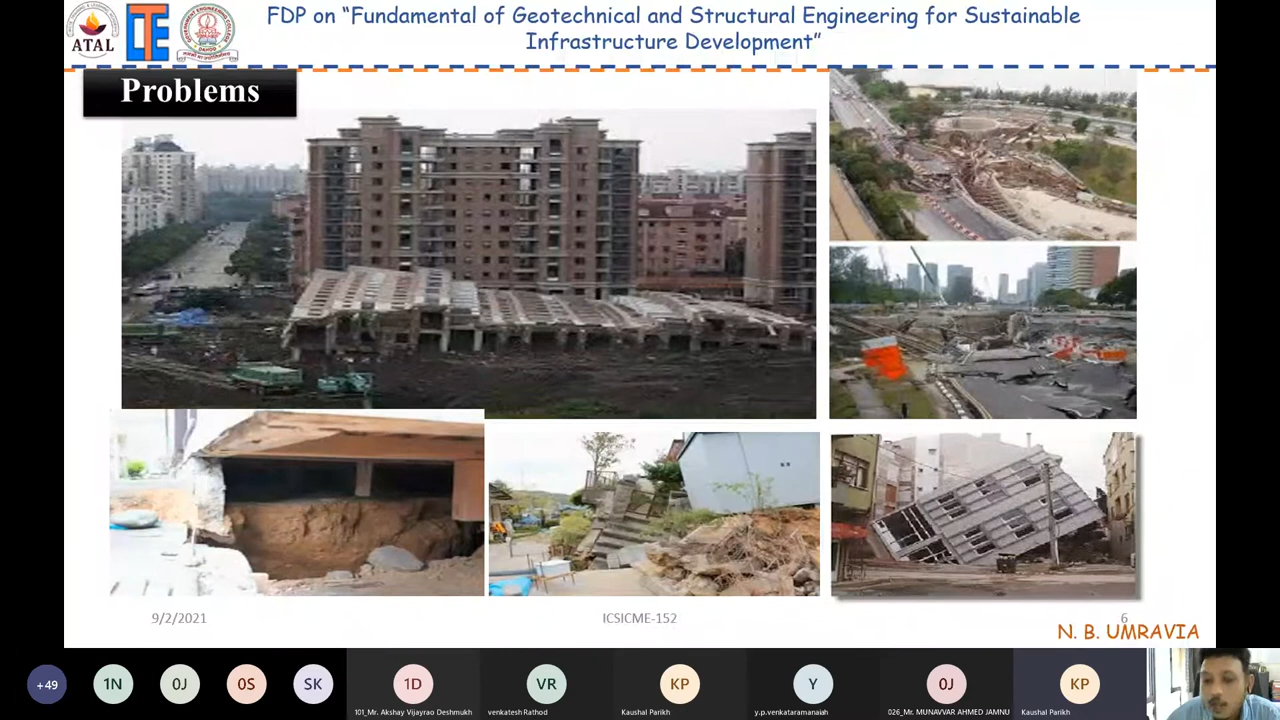 FDP on “Fundamental of Geotechnical and Structural Engineering for Sustainable
Infrastructure Development”
ATAL
Problems
9/2/2021
ICSICME-152
6
N. B. UMRAVIA
+49
1N
0J
0S
SK
1D
VR
KP
Y
0J
KP
101_Mr. Akshay Vijayrao Deshmukh
venkatesh Rathod
Kaushal Parikh
y.p.venkataramanaiah
026_Mr. MUNAVVAR AHMED JAMNU
Kaushal Parikh